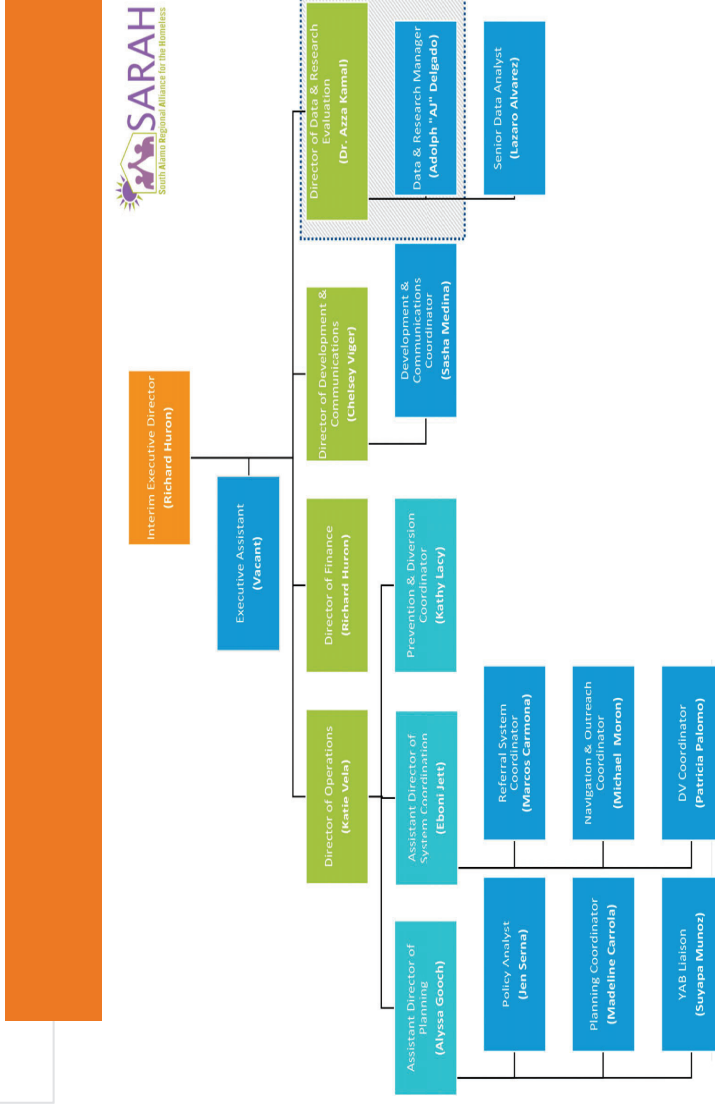 SARAH
South Alamo Regional Alliance for the Homeless
Interim Executive Director
(Richard Huron)
Executive Assistant
(Vacant)
Director of Operations
(Katie Vela)
Director of Finance
(Richard Huron)
Director of Development &
Communications
(Chelsey Viger)
Director of Data & Research
Evaluation
(Dr. Azza Kamal)
Assistant Director of
Planning
(Alyssa Gooch)
Assistant Director of
System Coordination
(Eboni Jett)
Prevention & Diversion
Coordinator
(Kathy Lacy)
Development &
Communications
Coordinator
(Sasha Medina)
Data & Research Manager
(Adolph "AJ" Delgado)
Policy Analyst
(Jen Serna)
Referral System
Coordinator
(Marcos Carmona)
Senior Data Analyst
(Lazaro Alvarez)
Planning Coordinator
(Madeline Carrola)
Navigation & Outreach
Coordinator
(Michael Moron)
YAB Liaison
(Suyapa Munoz)
DV Coordinator
(Patricia Palomo)